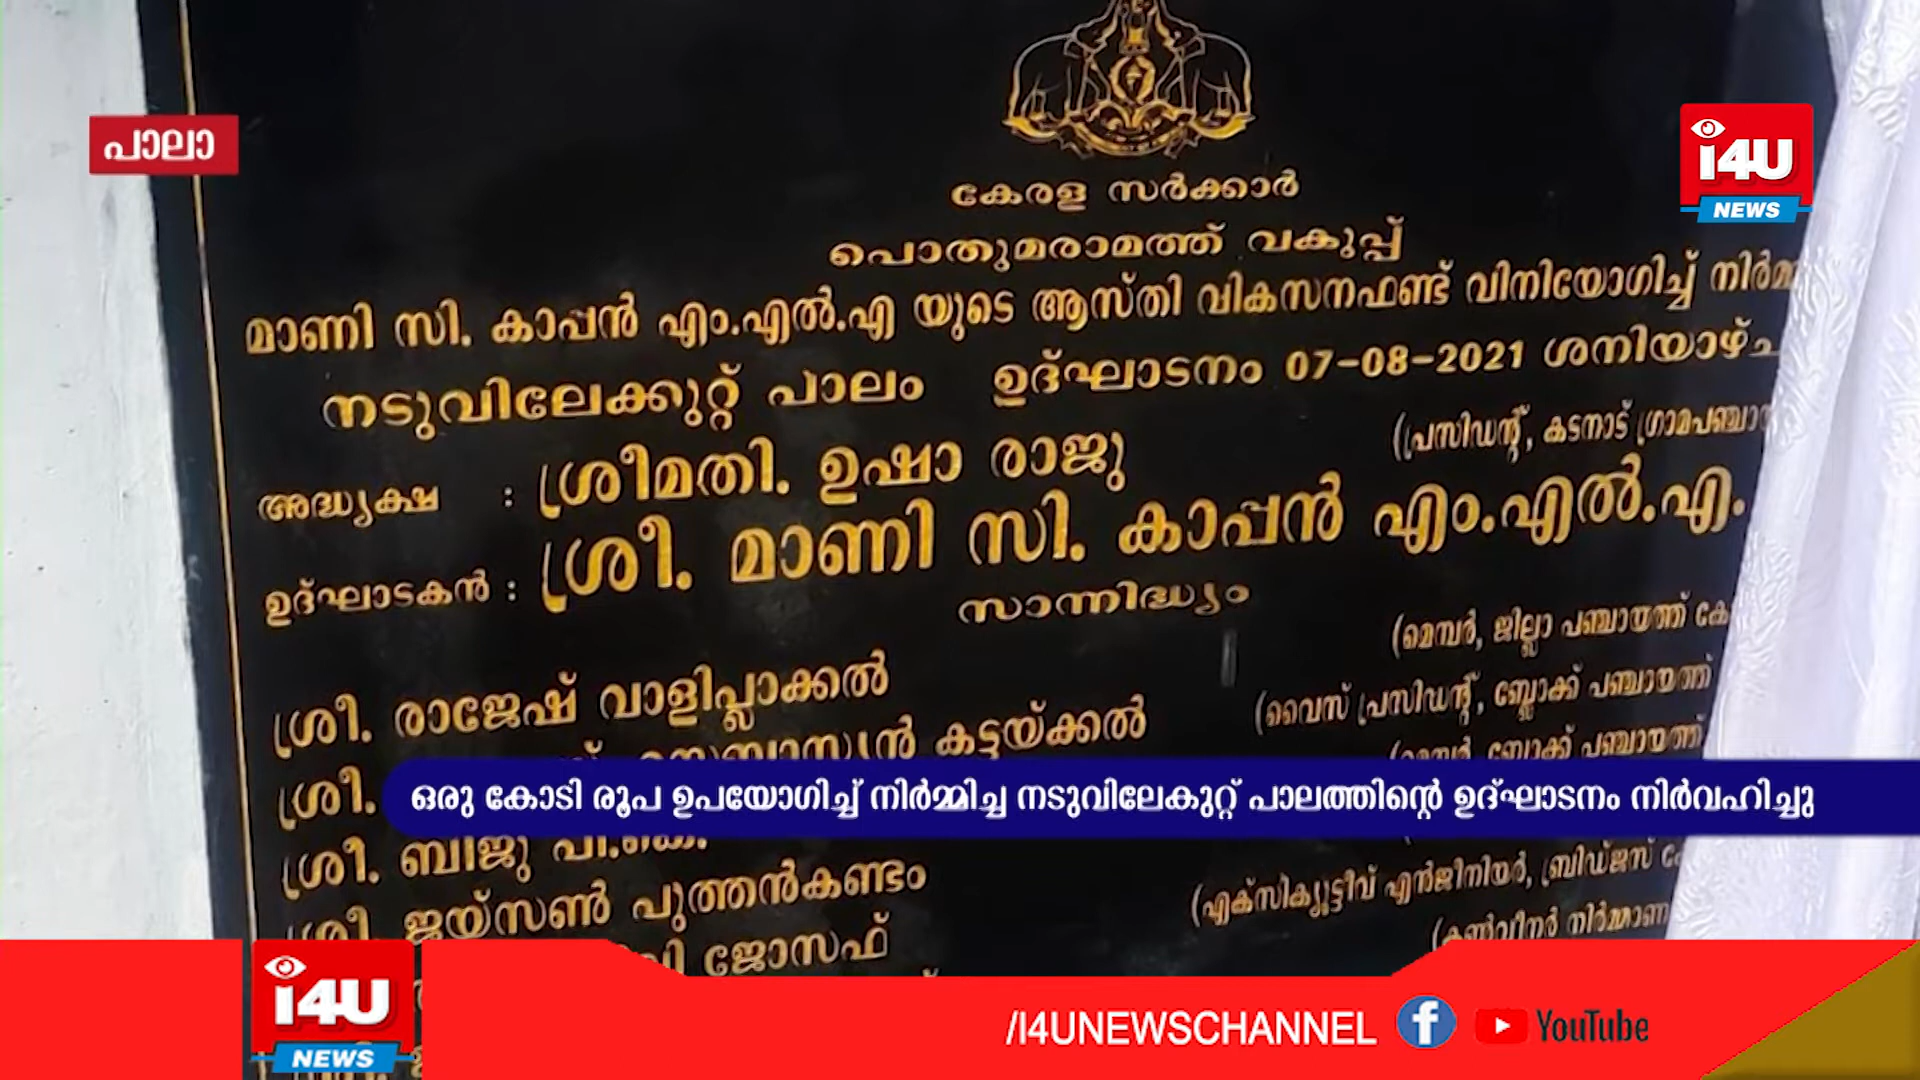 പാലാ
i4U
NEWS
കേരള സർക്കാർ
പൊതുമരാമത്ത് വകുപ്പ്
മാണി സി. കാപ്പൻ എം.എൽ.എ യുടെ ആസ്തി വികസനഫണ്ട് വിനിയോഗിച്ച്
നടുവിലേക്കുറ്റ് പാലം ഉദ്ഘാടനം 07-08-2021 ശനിയാഴ്ച
അദ്ധ്യക്ഷ : ശ്രീമതി. ഉഷാ രാജു (പ്രസിഡന്റ്, കടനാട്
ഉദ്ഘാടകൻ : ശ്രീ. മാണി സി. കാപ്പൻ എം.എൽ.എ.
സാന്നിദ്ധ്യം
ശ്രീ. രാജേഷ് വാളിപ്ലാക്കൽ (മെമ്പർ, ജില്ലാ പഞ്ചായത്ത്
ശ്രീ. കട്ടയ്ക്കൽ (വൈസ് പ്രസിഡന്റ്, ബ്ലോക്ക് പഞ്ചായത്ത്
ഒരു കോടി രൂപ ഉപയോഗിച്ച് നിർമ്മിച്ച നടുവിലേകുറ്റ് പാലത്തിന്റെ ഉദ്ഘാടനം നിർവഹിച്ചു
ശ്രീ. ബിജു പി.കെ.
ശ്രീ. ജയ്സൺ പുത്തൻകണ്ടം (എക്സിക്യൂട്ടീവ് എൻജിനിയർ, ബ്രിഡ്ജസ്
ജോസഫ് (കൺവീനർ
i4U
NEWS
/I4UNEWSCHANNEL
YouTube